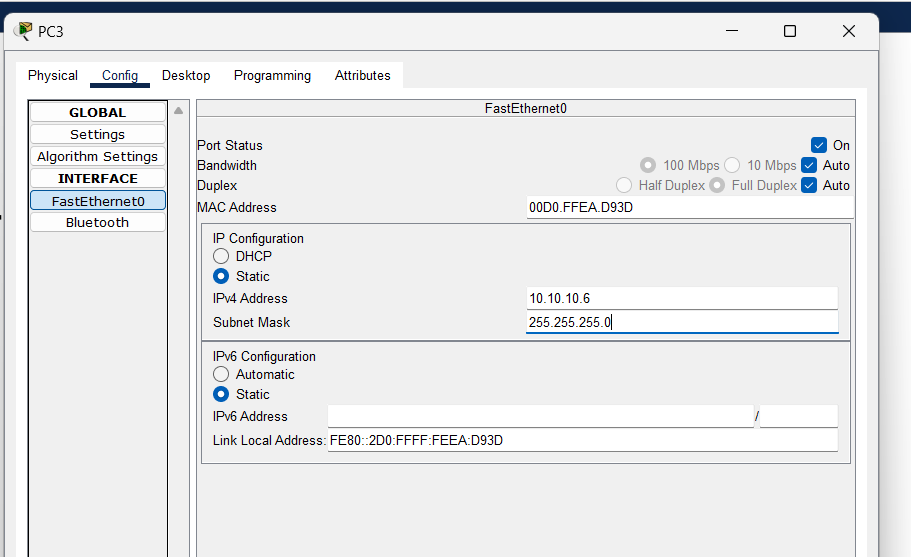 PC3
Physical Config Desktop Programming Attributes
GLOBAL
Settings
Algorithm Settings
INTERFACE
FastEthernet0
Bluetooth
FastEthernet0
Port Status On
Bandwidth 100 Mbps 10 Mbps Auto
Duplex Half Duplex Full Duplex Auto
MAC Address 00D0.FFEA.D93D
IP Configuration
DHCP
Static
IPv4 Address 10.10.10.6
Subnet Mask 255.255.255.0
IPv6 Configuration
Automatic
Static
IPv6 Address /
Link Local Address: FE80::2D0:FFFF:FEEA:D93D